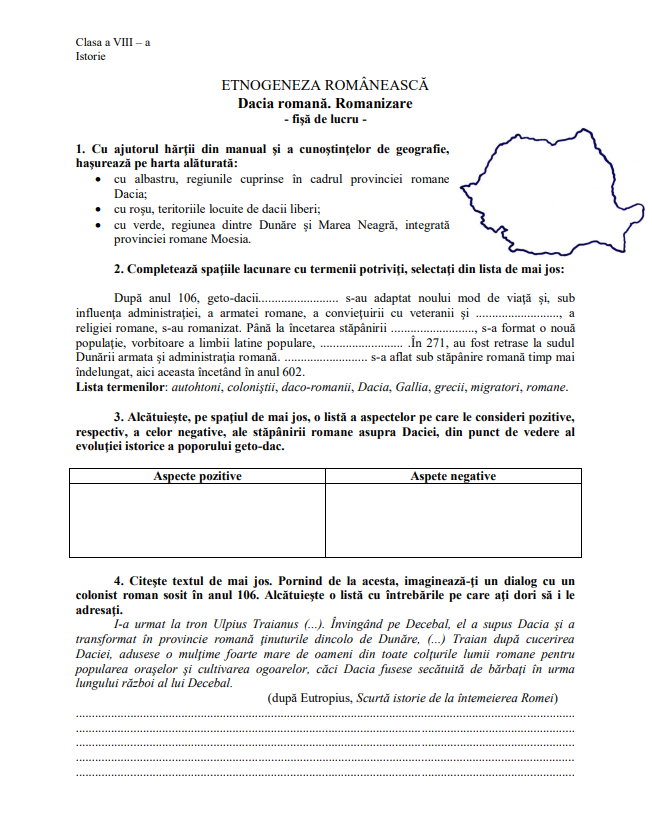 Clasa a VIII – a
Istorie
ETNOGENEZA ROMÂNEASCĂ
Dacia romană. Romanizare
- fişă de lucru -
1. Cu ajutorul hărţii din manual şi a cunoştinţelor de geografie,
haşurează pe harta alăturată:
• cu albastru, regiunile cuprinse în cadrul provinciei romane
Dacia;
• cu roşu, teritoriile locuite de dacii liberi;
• cu verde, regiunea dintre Dunăre şi Marea Neagră, integrată
provinciei romane Moesia.
2. Completează spaţiile lacunare cu termenii potriviţi, selectaţi din lista de mai jos:
După anul 106, geto-dacii......................... s-au adaptat noului mod de viaţă şi, sub
influenţa administraţiei, a armatei romane, a convieţuirii cu veteranii şi .........................., a
religiei romane, s-au romanizat. Până la încetarea stăpânirii .........................., s-a format o nouă
populaţie, vorbitoare a limbii latine populare, .......................... .În 271, au fost retrase la sudul
Dunării armata şi administraţia romană. .......................... s-a aflat sub stăpânire romană timp mai
îndelungat, aici aceasta încetând în anul 602.
Lista termenilor: autohtoni, coloniştii, daco-romanii, Dacia, Gallia, grecii, migratori, romane.
3. Alcătuieşte, pe spaţiul de mai jos, o listă a aspectelor pe care le consideri pozitive,
respectiv, a celor negative, ale stăpânirii romane asupra Daciei, din punct de vedere al
evoluţiei istorice a poporului geto-dac.
Aspecte pozitive Aspete negative
4. Citeşte textul de mai jos. Pornind de la acesta, imaginează-ţi un dialog cu un
colonist roman sosit în anul 106. Alcătuieşte o listă cu întrebările pe care aţi dori să i le
adresaţi.
I-a urmat la tron Ulpius Traianus (...). Învingând pe Decebal, el a supus Dacia şi a
transformat în provincie romană ţinuturile dincolo de Dunăre, (...) Traian după cucerirea
Daciei, adusese o mulţime foarte mare de oameni din toate colţurile lumii romane pentru
popularea oraşelor şi cultivarea ogoarelor, căci Dacia fusese secătuită de bărbaţi în urma
lungului război al lui Decebal.
(după Eutropius, Scurtă istorie de la întemeierea Romei)